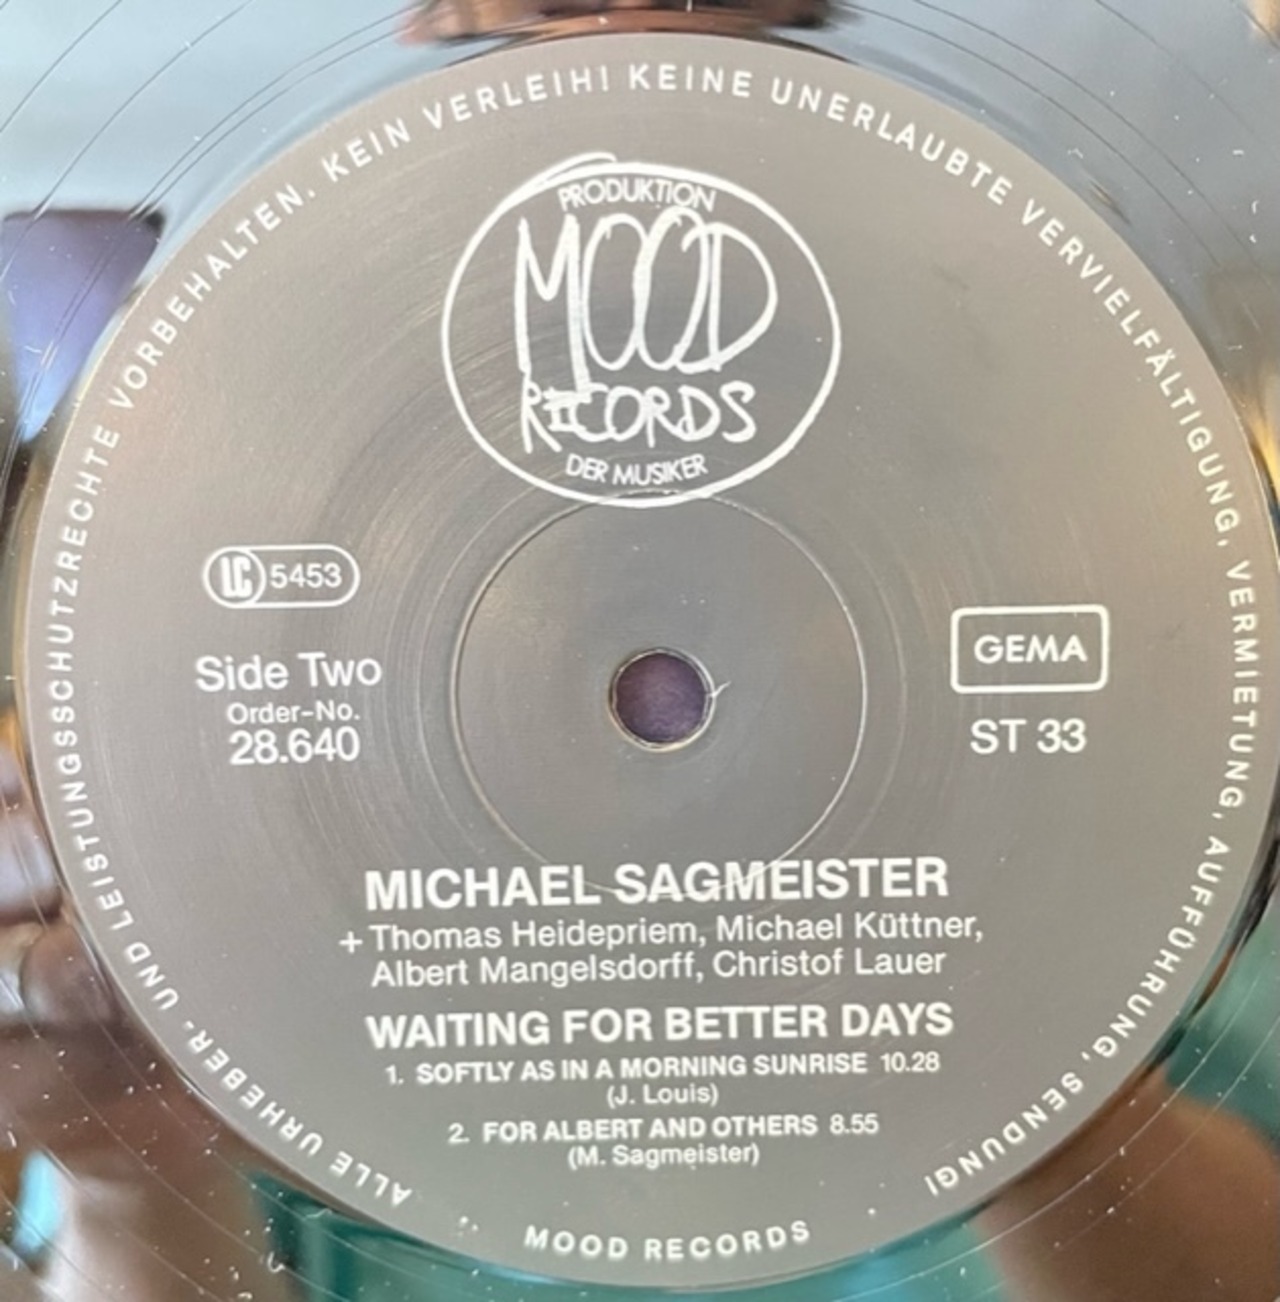 ALLE URHEBER- UND LEISTUNGSSCHUTZRECHTE VORBEHALTEN. KEIN VERLEIH! KEINE UNERLAUBTE VERVIELFÄLTIGUNG, VERMIETUNG, AUFFÜHRUNG, SENDUNG!
PRODUKTION
MOOD
RECORDS
DER MUSIKER
LC 5453
Side Two
Order-No.
28.640
GEMA
ST 33
MICHAEL SAGMEISTER
+ Thomas Heidepriem, Michael Küttner,
Albert Mangelsdorff, Christof Lauer
WAITING FOR BETTER DAYS
1. SOFTLY AS IN A MORNING SUNRISE 10.28
(J. Louis)
2. FOR ALBERT AND OTHERS 8.55
(M. Sagmeister)
MOOD RECORDS